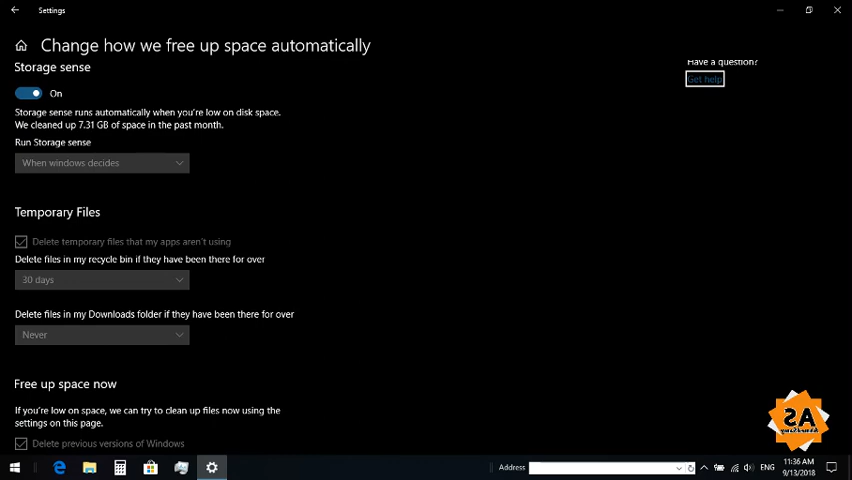 Settings
Change how we free up space automatically
Storage sense
On
Storage sense runs automatically when you're low on disk space.
We cleaned up 7.31 GB of space in the past month.
Run Storage sense
When windows decides
Temporary Files
Delete temporary files that my apps aren't using
Delete files in my recycle bin if they have been there for over
30 days
Delete files in my Downloads folder if they have been there for over
Never
Free up space now
If you're low on space, we can try to clean up files now using the
settings on this page.
Delete previous versions of Windows
Have a question?
Get help
Address
ENG
11:36 AM
9/13/2018